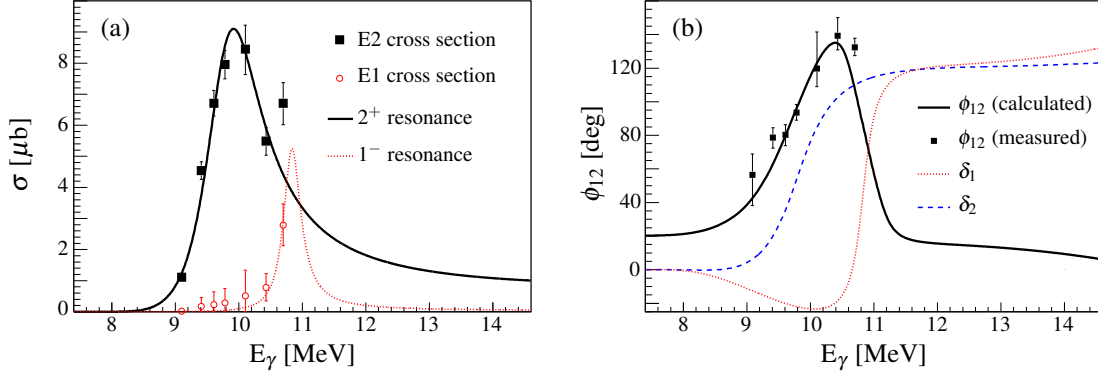 (a)
E2 cross section
E1 cross section
2⁺ resonance
1⁻ resonance
σ [μb]
8
6
4
2
0
8 9 10 11 12 13 14
E_γ [MeV]
(b)
ϕ₁₂ (calculated)
ϕ₁₂ (measured)
δ₁
δ₂
ϕ₁₂ [deg]
120
80
40
0
8 9 10 11 12 13 14
E_γ [MeV]